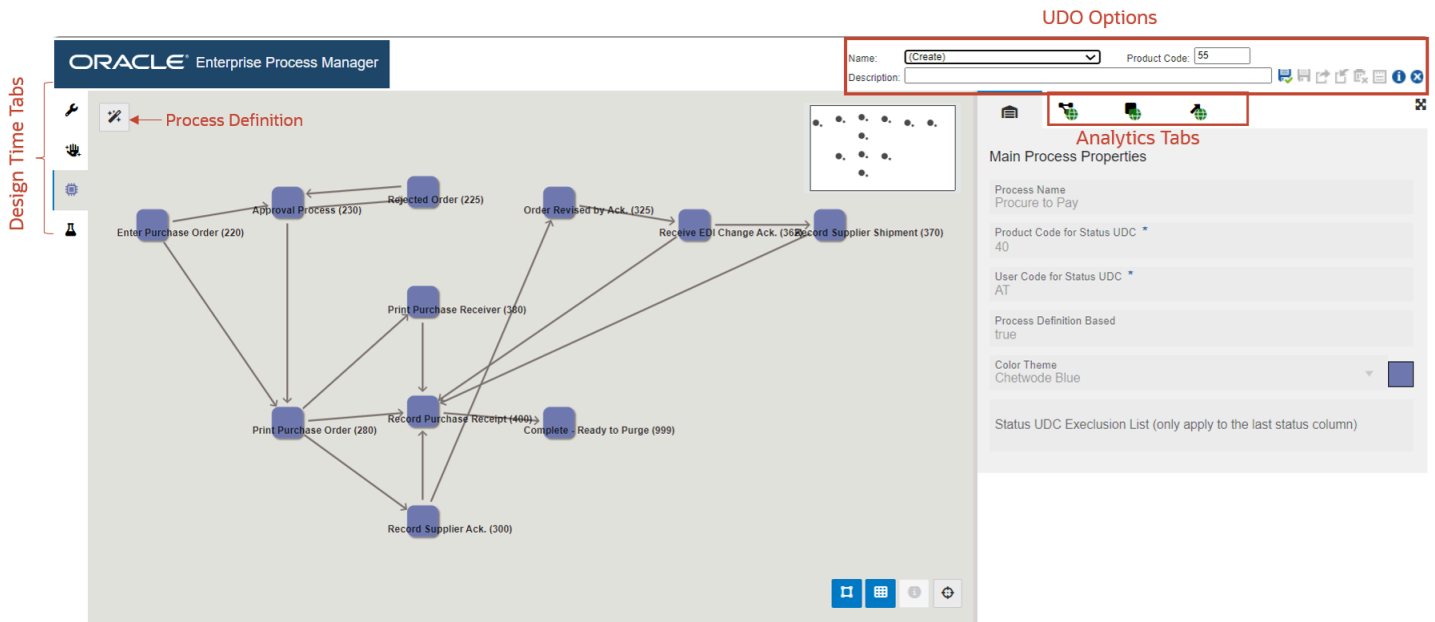 UDO Options
ORACLE Enterprise Process Manager
Name: (Create) Product Code: 55
Description:
Design Time Tabs
Process Definition
Analytics Tabs
Main Process Properties
Process Name
Procure to Pay
Product Code for Status UDC *
40
User Code for Status UDC *
AT
Process Definition Based
true
Color Theme
Chetwode Blue
Status UDC Execlusion List (only apply to the last status column)
Rejected Order (225)
Approval Process (230)
Order Revised by Ack. (325)
Enter Purchase Order (220)
Receive EDI Change Ack. (36
Record Supplier Shipment (370)
Print Purchase Receiver (380)
Record Purchase Receipt (400)
Print Purchase Order (280)
Complete - Ready to Purge (999)
Record Supplier Ack. (300)